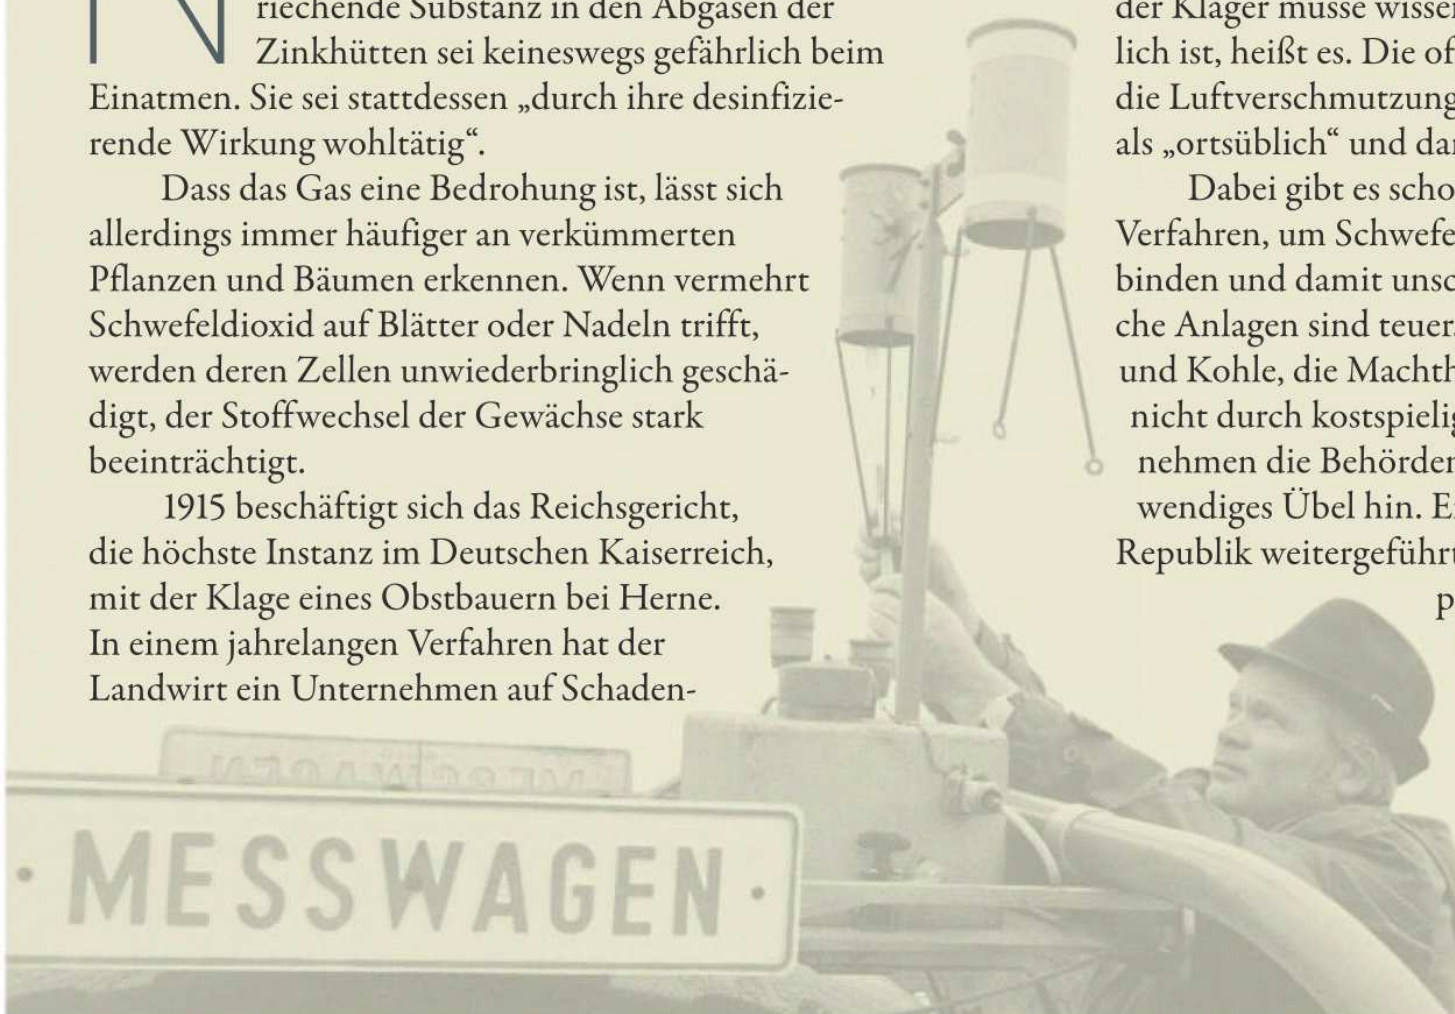 N
riechende Substanz in den Abgasen der
Zinkhütten sei keineswegs gefährlich beim
Einatmen. Sie sei stattdessen „durch ihre desinfizie-
rende Wirkung wohltätig“.
Dass das Gas eine Bedrohung ist, lässt sich
allerdings immer häufiger an verkümmerten
Pflanzen und Bäumen erkennen. Wenn vermehrt
Schwefeldioxid auf Blätter oder Nadeln trifft,
werden deren Zellen unwiederbringlich geschä-
digt, der Stoffwechsel der Gewächse stark
beeinträchtigt.
1915 beschäftigt sich das Reichsgericht,
die höchste Instanz im Deutschen Kaiserreich,
mit der Klage eines Obstbauern bei Herne.
In einem jahrelangen Verfahren hat der
Landwirt ein Unternehmen auf Schaden-
der Kläger müsse wisse
lich ist, heißt es. Die of
die Luftverschmutzung
als „ortsüblich“ und da
Dabei gibt es scho
Verfahren, um Schwefe
binden und damit unsc
che Anlagen sind teuer
und Kohle, die Machth
nicht durch kostspielig
nehmen die Behörden
wendiges Übel hin. E
Republik weitergeführt
p
MESSWAGEN
· MESSWAGEN ·